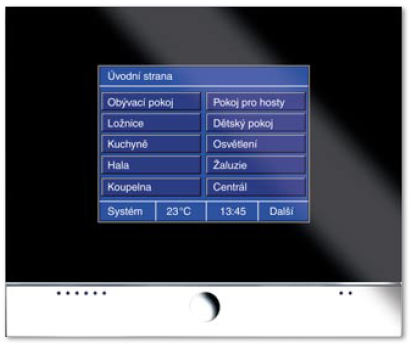 Úvodní strana
Obývací pokoj Pokoj pro hosty
Ložnice Dětský pokoj
Kuchyně Osvětlení
Hala Žaluzie
Koupelna Centrál
Systém 23°C 13:45 Další